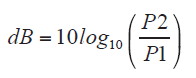 dB = 10log₁₀(P2/P1)